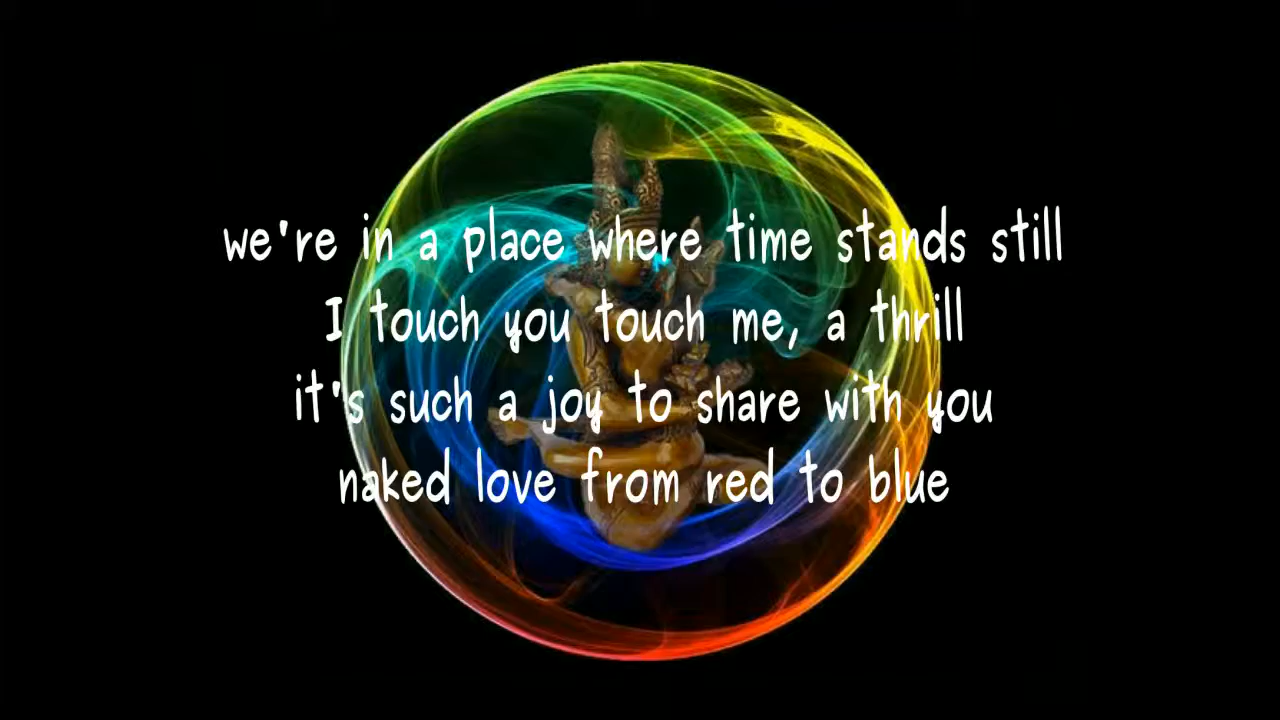 we're in a place where time stands still
I touch you touch me, a thrill
it's such a joy to share with you
naked love from red to blue